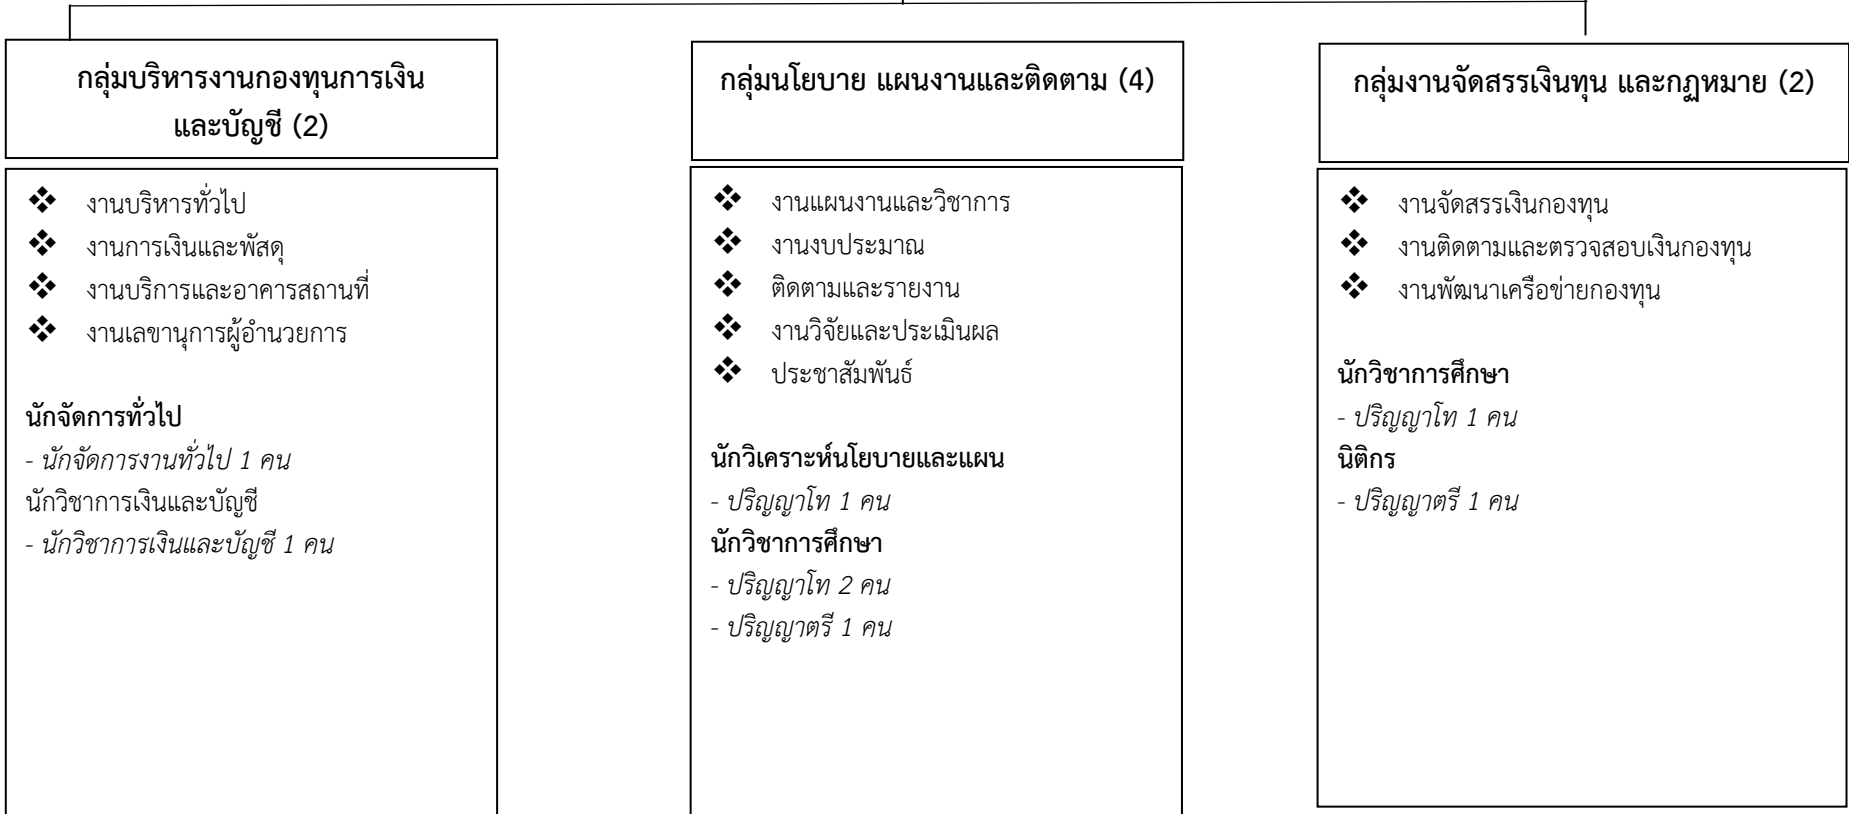 กลุ่มบริหารงานกองทุนการเงิน
และบัญชี (2)
❖ งานบริหารทั่วไป
❖ งานการเงินและพัสดุ
❖ งานบริการและอาคารสถานที่
❖ งานเลขานุการผู้อำนวยการ
นักจัดการทั่วไป
- นักจัดการงานทั่วไป 1 คน
นักวิชาการเงินและบัญชี
- นักวิชาการเงินและบัญชี 1 คน
กลุ่มนโยบาย แผนงานและติดตาม (4)
❖ งานแผนงานและวิชาการ
❖ งานงบประมาณ
❖ ติดตามและรายงาน
❖ งานวิจัยและประเมินผล
❖ ประชาสัมพันธ์
นักวิเคราะห์นโยบายและแผน
- ปริญญาโท 1 คน
นักวิชาการศึกษา
- ปริญญาโท 2 คน
- ปริญญาตรี 1 คน
กลุ่มงานจัดสรรเงินทุน และกฎหมาย (2)
❖ งานจัดสรรเงินกองทุน
❖ งานติดตามและตรวจสอบเงินกองทุน
❖ งานพัฒนาเครือข่ายกองทุน
นักวิชาการศึกษา
- ปริญญาโท 1 คน
นิติกร
- ปริญญาตรี 1 คน